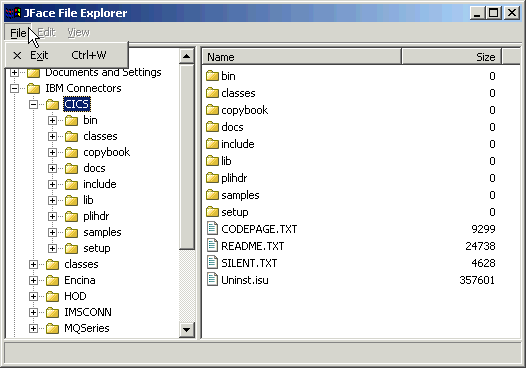 JFace File Explorer
File Edit View
Exit Ctrl+W
Documents and Settings
IBM Connectors
CICS
bin
classes
copybook
docs
include
lib
plihdr
samples
setup
classes
Encina
HOD
IMSCONN
MQSeries
Name Size
bin 0
classes 0
copybook 0
docs 0
include 0
lib 0
plihdr 0
samples 0
setup 0
CODEPAGE.TXT 9299
README.TXT 24738
SILENT.TXT 4628
Uninst.isu 357601